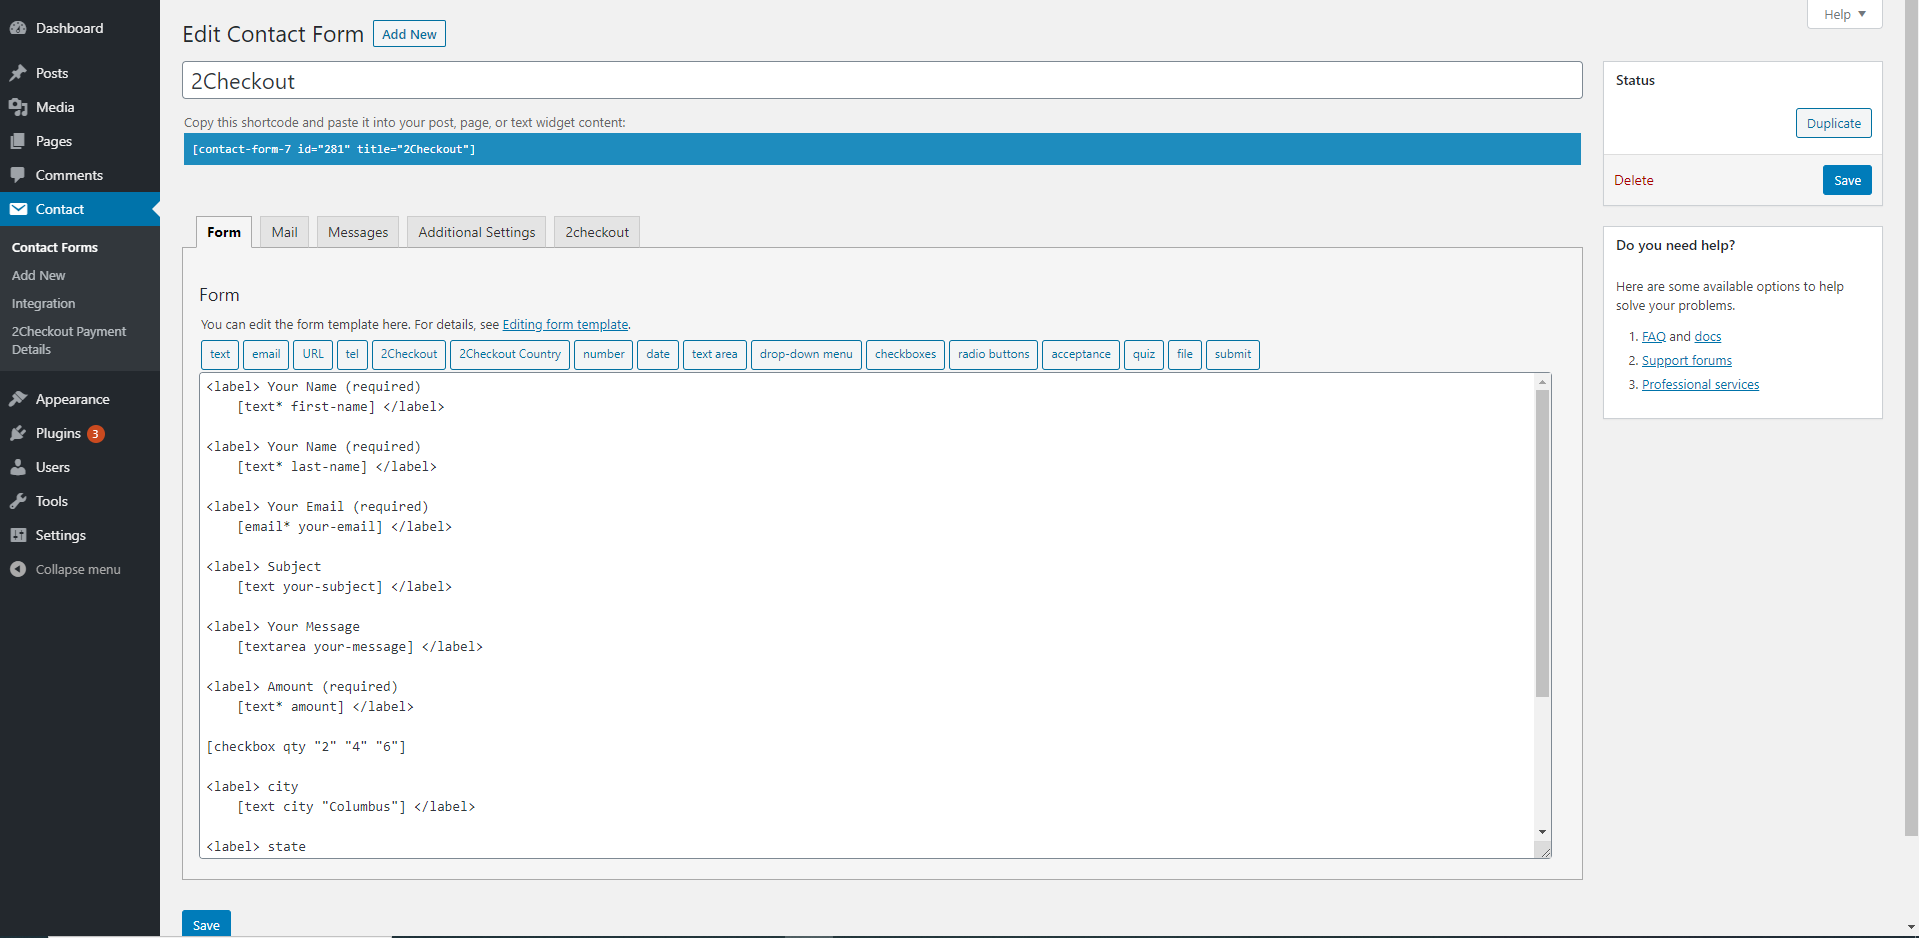 Dashboard
Posts
Media
Pages
Comments
Contact
Contact Forms
Add New
Integration
2Checkout Payment
Details
Appearance
Plugins 3
Users
Tools
Settings
Collapse menu
Help
Edit Contact Form Add New
2Checkout
Copy this shortcode and paste it into your post, page, or text widget content:
[contact-form-7 id="281" title="2Checkout"]
Form Mail Messages Additional Settings 2checkout
Form
You can edit the form template here. For details, see Editing form template.
text email URL tel 2Checkout 2Checkout Country number date text area drop-down menu checkboxes radio buttons acceptance quiz file submit
<label> Your Name (required)
[text* first-name] </label>
<label> Your Name (required)
[text* last-name] </label>
<label> Your Email (required)
[email* your-email] </label>
<label> Subject
[text your-subject] </label>
<label> Your Message
[textarea your-message] </label>
<label> Amount (required)
[text* amount] </label>
[checkbox qty "2" "4" "6"]
<label> city
[text city "Columbus"] </label>
<label> state
Save
Status
Duplicate
Delete Save
Do you need help?
Here are some available options to help
solve your problems.
1. FAQ and docs
2. Support forums
3. Professional services